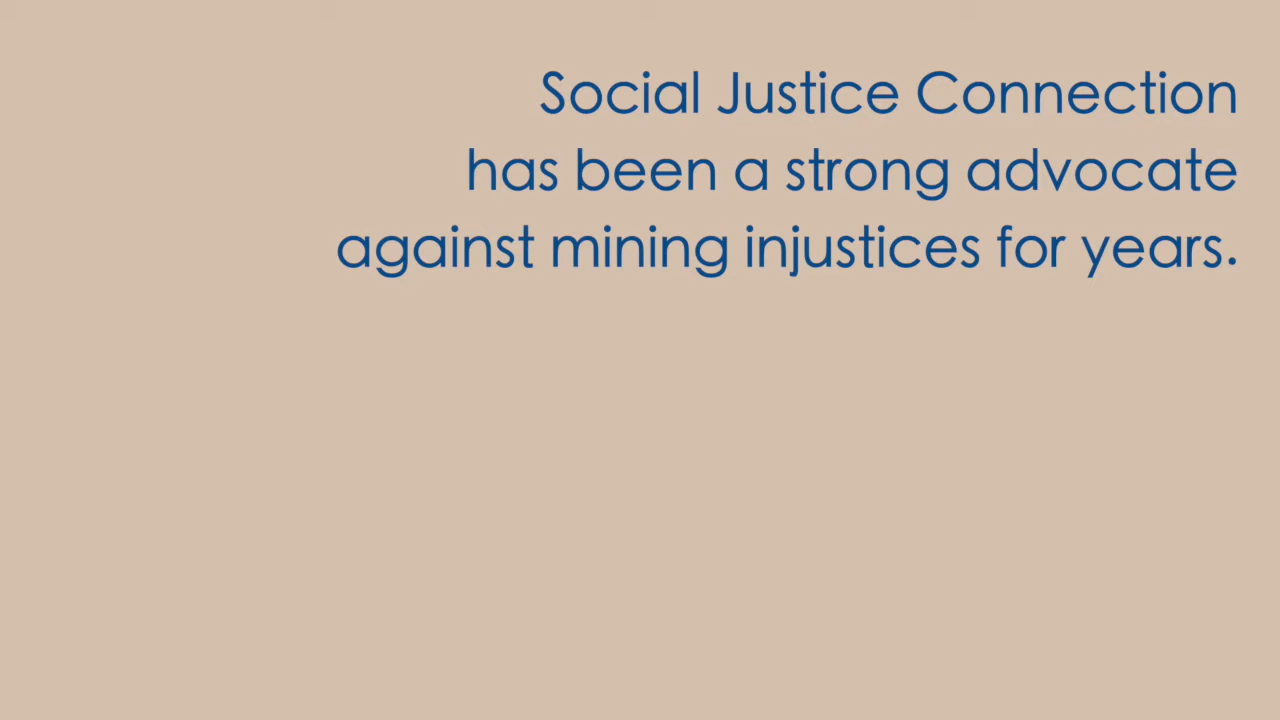 Social Justice Connection
has been a strong advocate
against mining injustices for years.